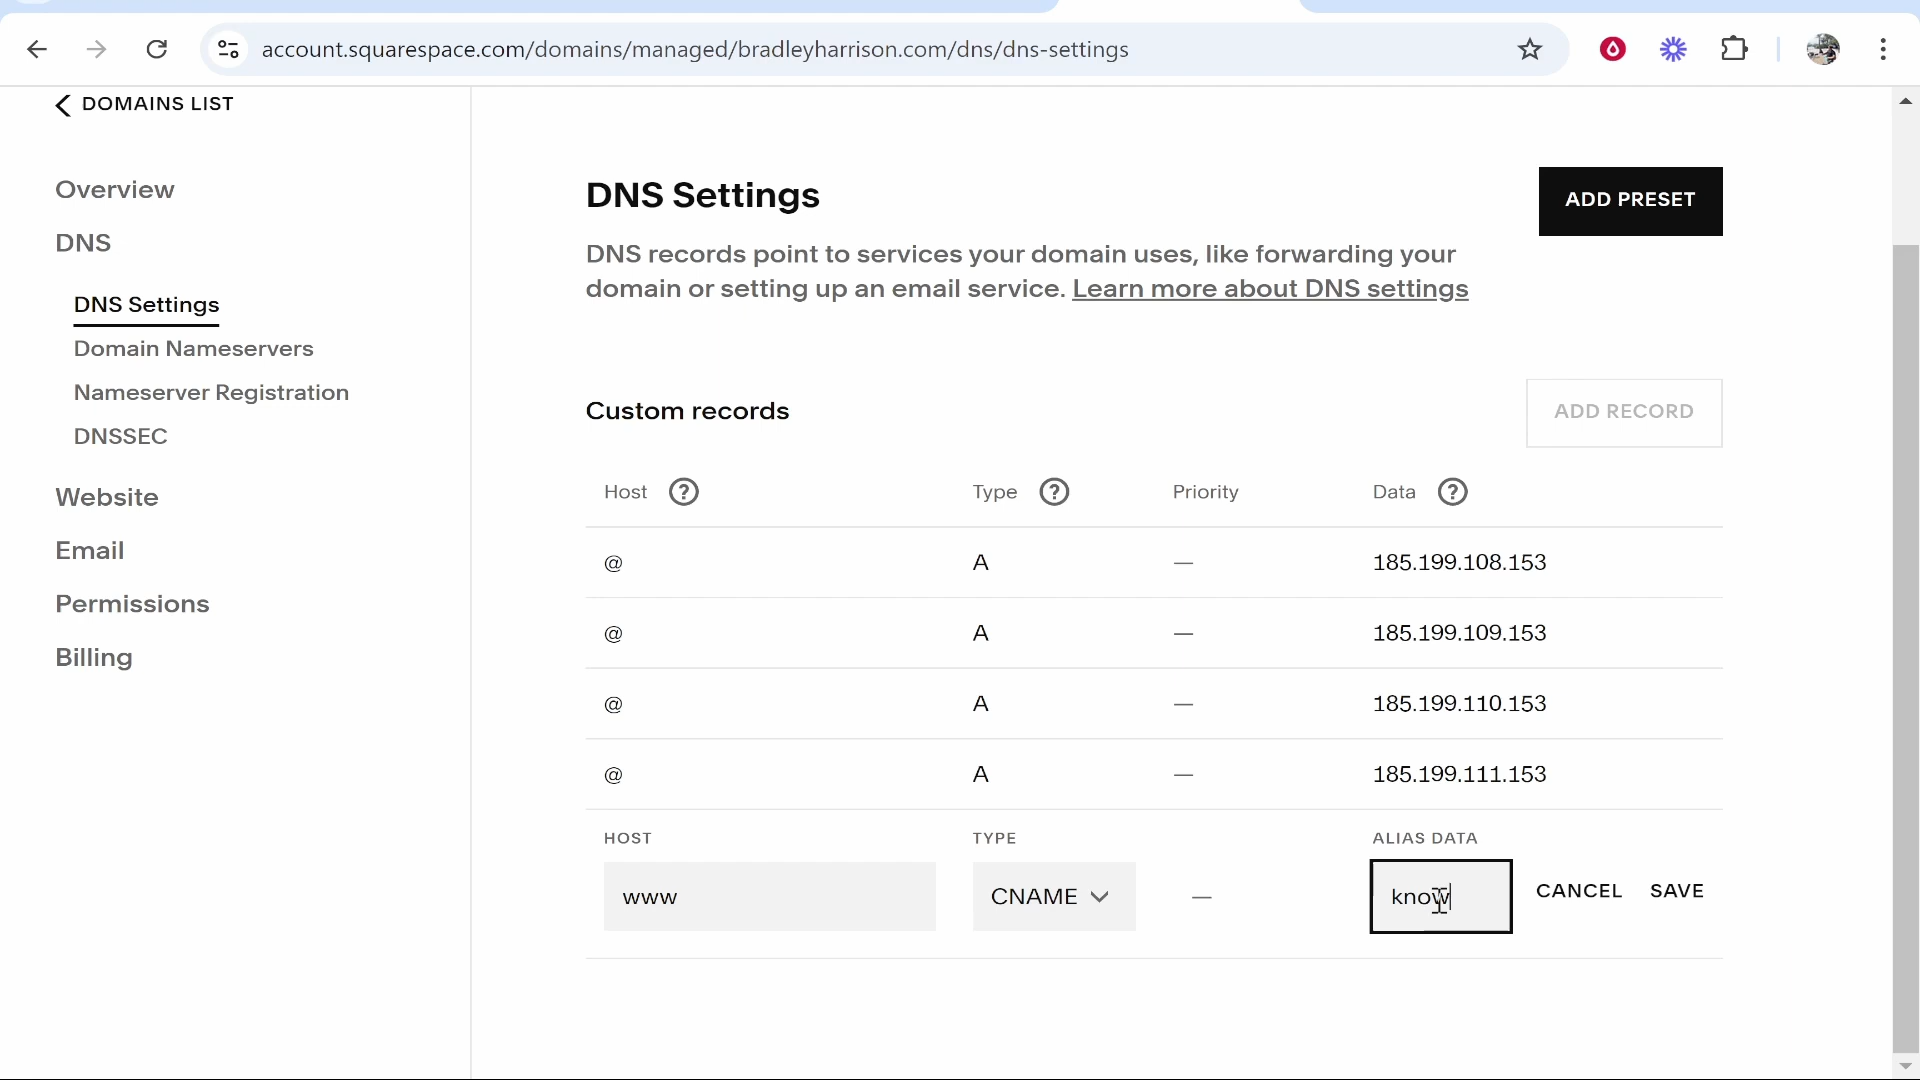 account.squarespace.com/domains/managed/bradleyharrison.com/dns/dns-settings
DOMAINS LIST
Overview
DNS
DNS Settings
Domain Nameservers
Nameserver Registration
DNSSEC
Website
Email
Permissions
Billing
DNS Settings
ADD PRESET
DNS records point to services your domain uses, like forwarding your
domain or setting up an email service. Learn more about DNS settings
Custom records
ADD RECORD
Host ? Type ? Priority Data ?
@ A — 185.199.108.153
@ A — 185.199.109.153
@ A — 185.199.110.153
@ A — 185.199.111.153
HOST TYPE ALIAS DATA
www CNAME — know CANCEL SAVE